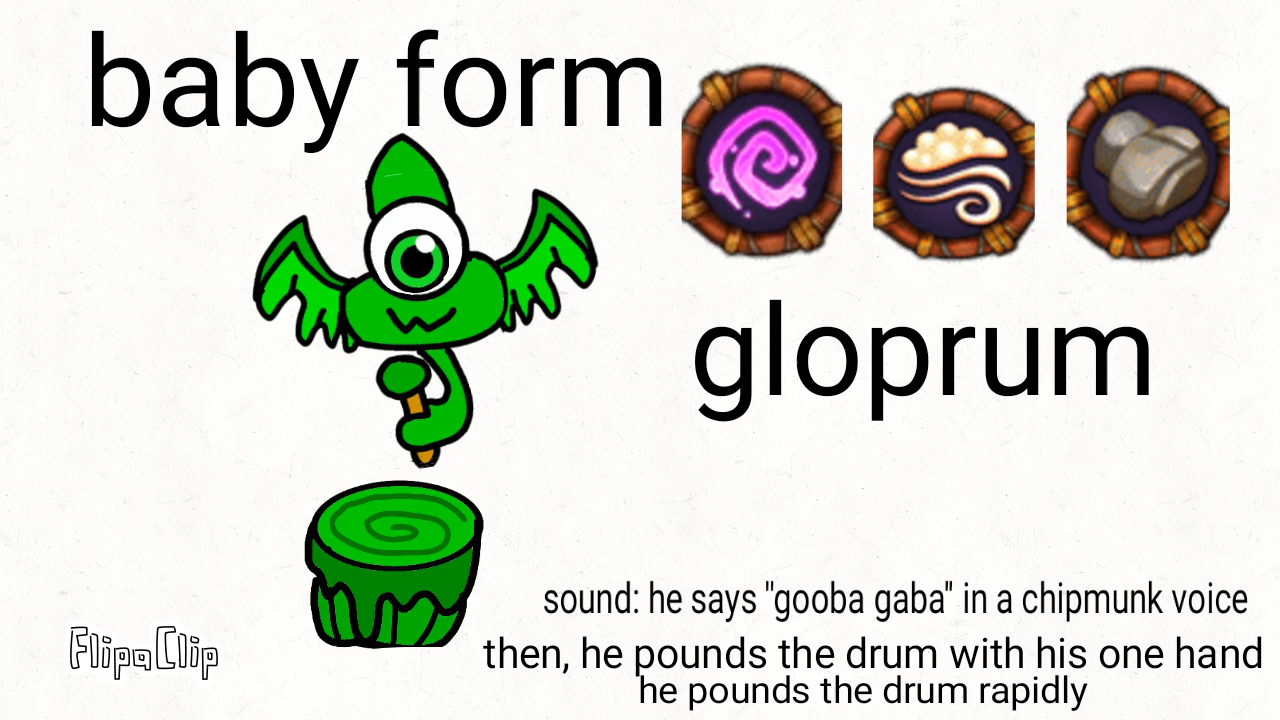 baby form
gloprum
sound: he says "gooba gaba" in a chipmunk voice
then, he pounds the drum with his one hand
he pounds the drum rapidly
FlipaClip